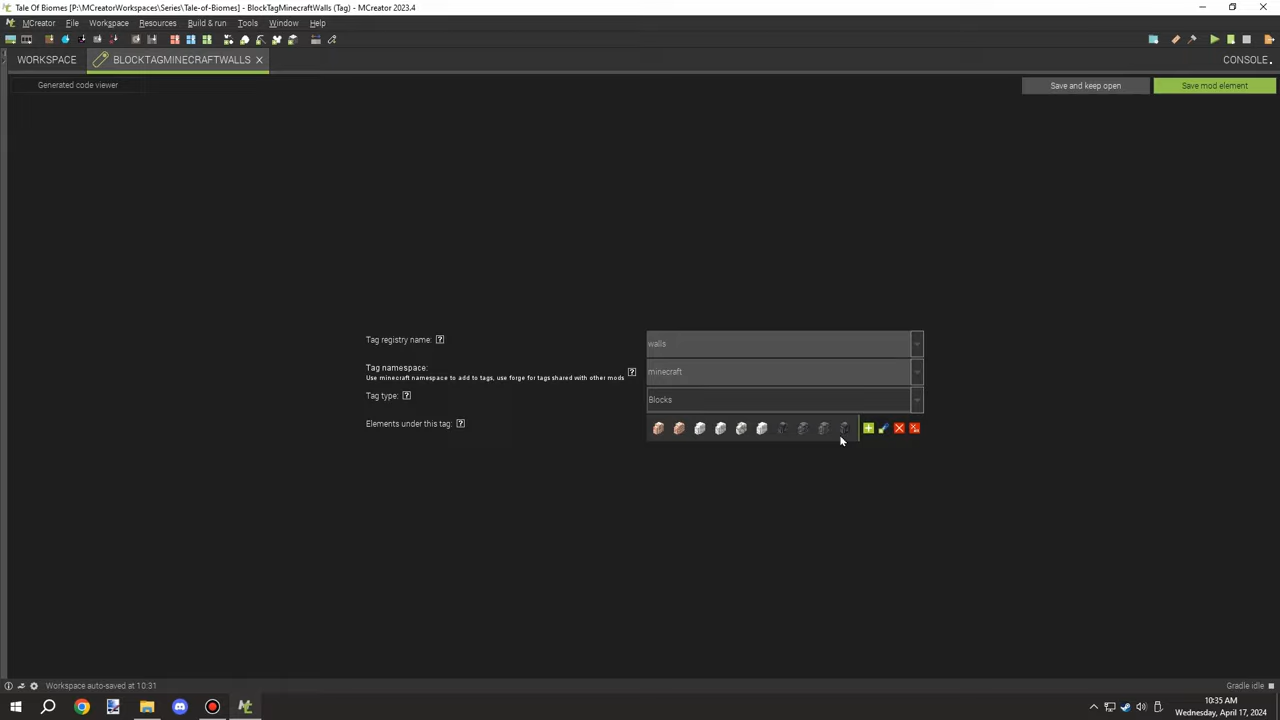 Tale Of Biomes [P:\MCreatorWorkspaces\Series\Tale-of-Biomes] - BlockTagMinecraftWalls (Tag) - MCreator 2023.4
MCreator File Workspace Resources Build & run Tools Window Help
WORKSPACE BLOCKTAGMINECRAFTWALLS CONSOLE
Generated code viewer Save and keep open Save mod element
Tag registry name: ? walls
Tag namespace: minecraft
Use minecraft namespace to add to tags, use forge for tags shared with other mods ?
Tag type: ? Blocks
Elements under this tag: ?
Workspace auto-saved at 10:31 Gradle idle
10:35 AM
Wednesday, April 17, 2024